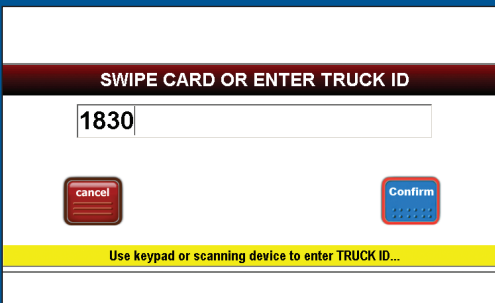 SWIPE CARD OR ENTER TRUCK ID
1830
cancel
Confirm
Use keypad or scanning device to enter TRUCK ID...